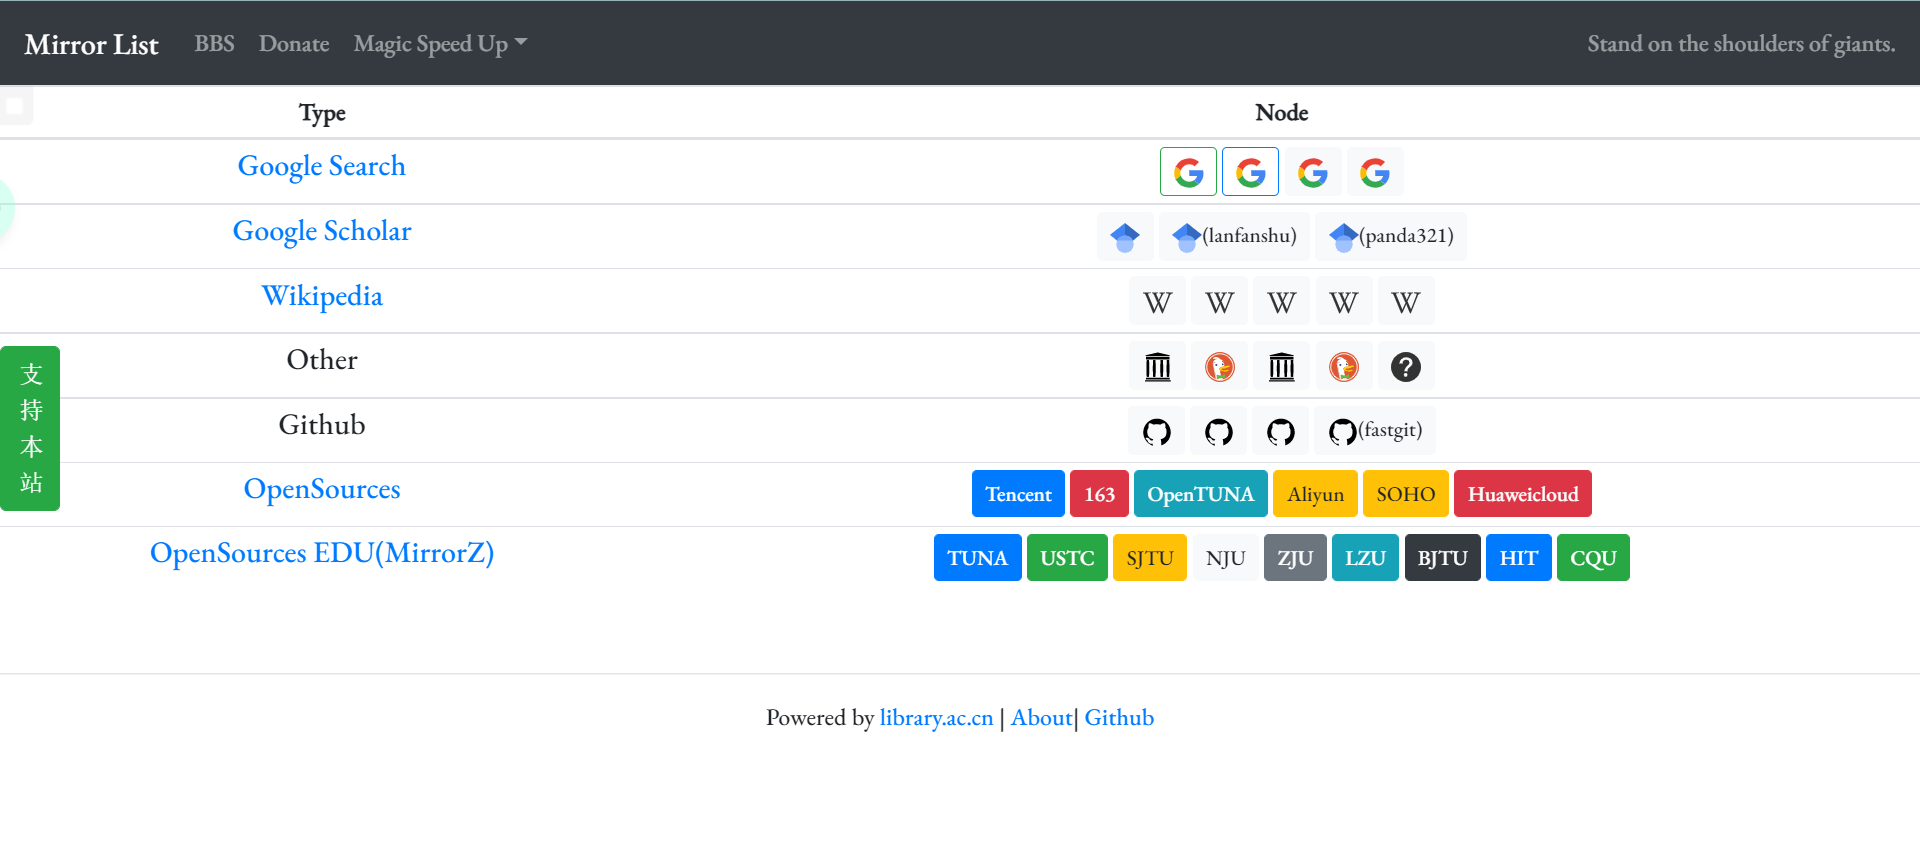 Mirror List BBS Donate Magic Speed Up Stand on the shoulders of giants.
Type Node
Google Search
Google Scholar (lanfanshu) (panda321)
Wikipedia W W W W W
Other ?
Github (fastgit)
OpenSources Tencent 163 OpenTUNA Aliyun SOHO Huaweicloud
OpenSources EDU(MirrorZ) TUNA USTC SJTU NJU ZJU LZU BJTU HIT CQU
支
持
本
站
Powered by library.ac.cn | About| Github